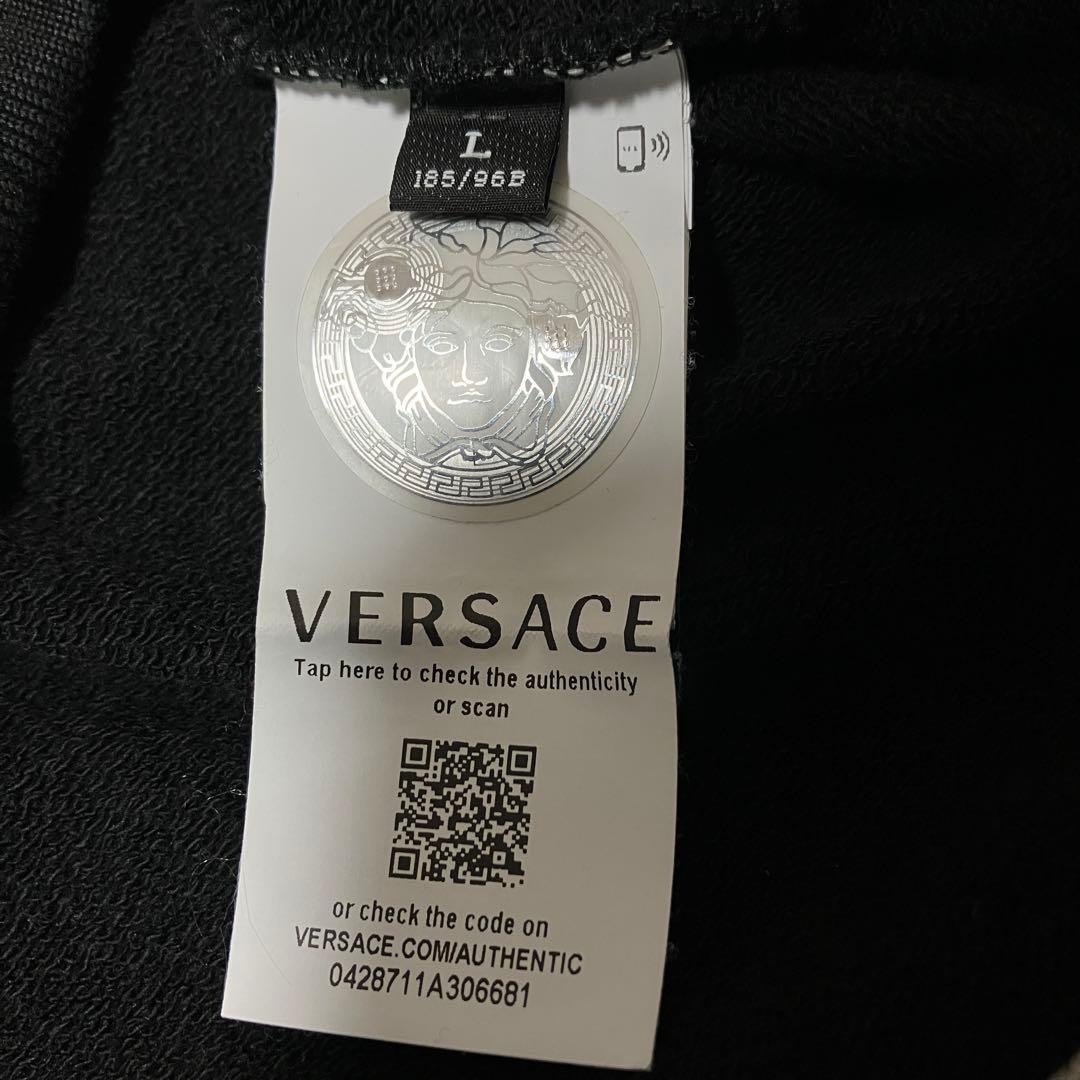 L
185/96B
VERSACE
Tap here to check the authenticity
or scan
or check the code on
VERSACE.COM/AUTHENTIC
0428711A306681